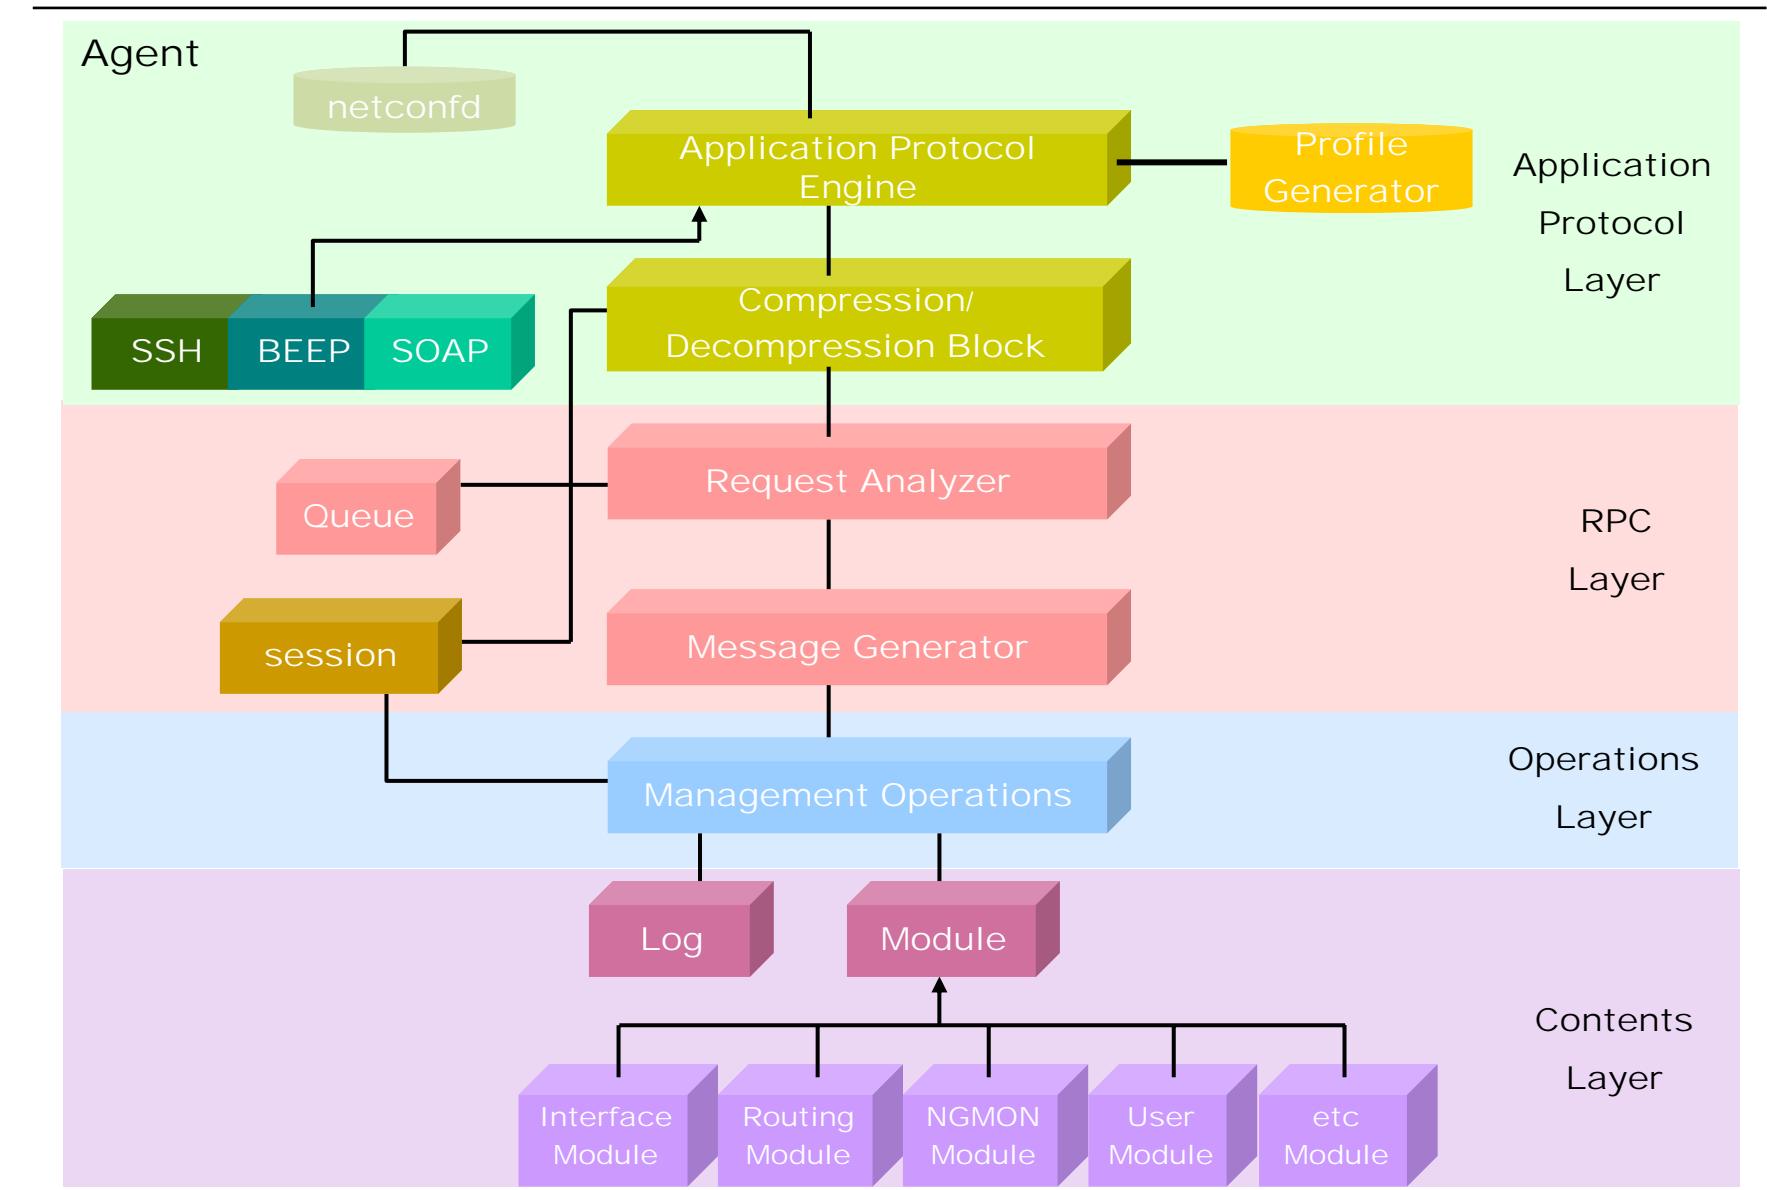 Agent
netconfd
Application Protocol
Engine
Profile
Generator
Application
Protocol
Layer
SSH
BEEP
SOAP
Compression/
Decompression Block
Request Analyzer
Queue
RPC
Layer
session
Message Generator
Management Operations
Operations
Layer
Log
Module
Contents
Layer
Interface
Module
Routing
Module
NGMON
Module
User
Module
etc
Module